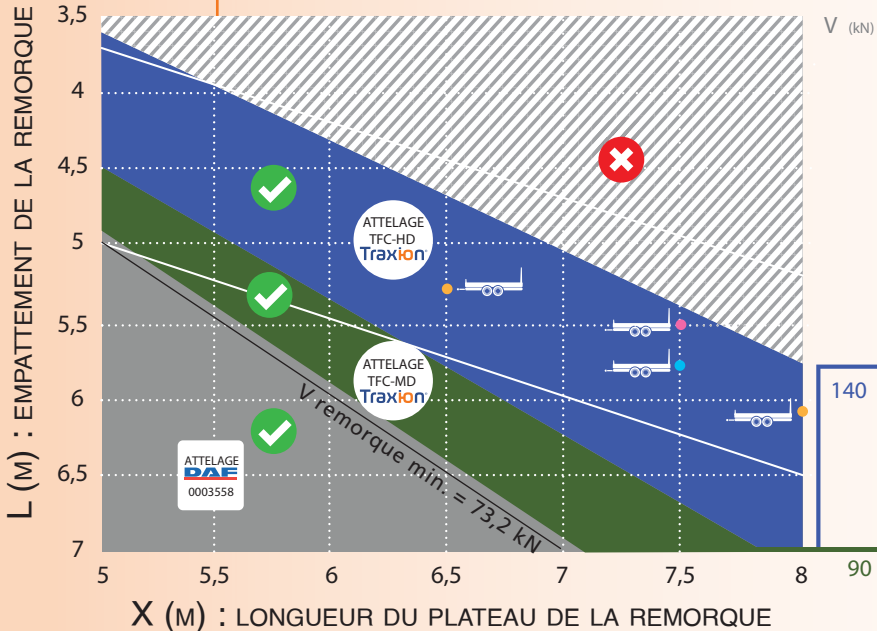 L (M) : EMPATTEMENT DE LA REMORQUE
3,5
4
4,5
5
5,5
6
6,5
7
V (kN)
ATTELAGE
TFC-HD
Traxion
ATTELAGE
TFC-MD
Traxion
V remorque min. = 73,2 kN
ATTELAGE
DAF
0003558
140
90
5
5,5
6
6,5
7
7,5
8
X (M) : LONGUEUR DU PLATEAU DE LA REMORQUE